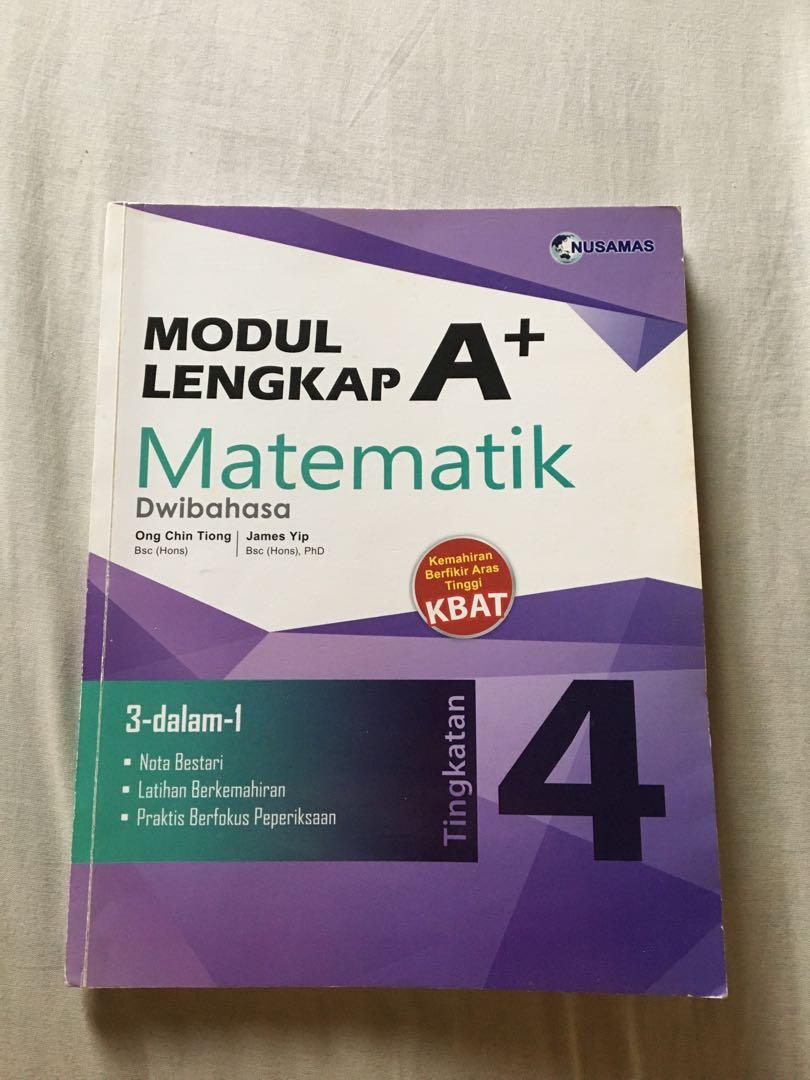 NUSAMAS
MODUL
LENGKAP A+
Matematik
Dwibahasa
Ong Chin Tiong | James Yip
Bsc (Hons) | Bsc (Hons), PhD
Kemahiran
Berfikir Aras
Tinggi
KBAT
3-dalam-1
• Nota Bestari
• Latihan Berkemahiran
• Praktis Berfokus Peperiksaan
Tingkatan
4